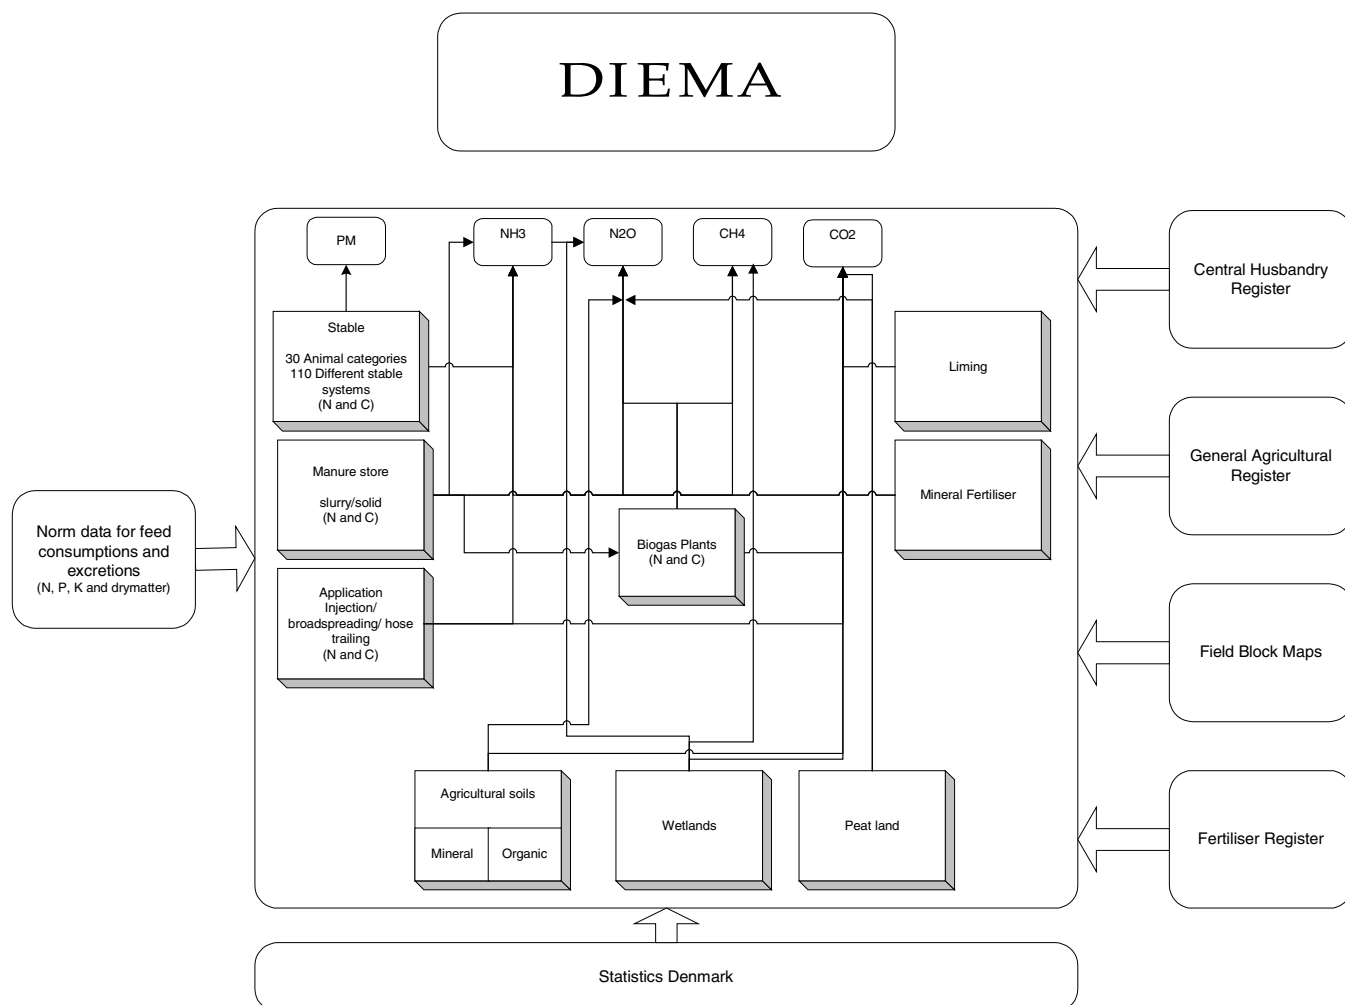 DIEMA
PM
NH3
N2O
CH4
CO2
Stable
30 Animal categories
110 Different stable
systems
(N and C)
Manure store
slurry/solid
(N and C)
Application
Injection/
broadspreading/ hose
trailing
(N and C)
Biogas Plants
(N and C)
Liming
Mineral Fertiliser
Agricultural soils
Mineral
Organic
Wetlands
Peat land
Norm data for feed
consumptions and
excretions
(N, P, K and drymatter)
Central Husbandry
Register
General Agricultural
Register
Field Block Maps
Fertiliser Register
Statistics Denmark